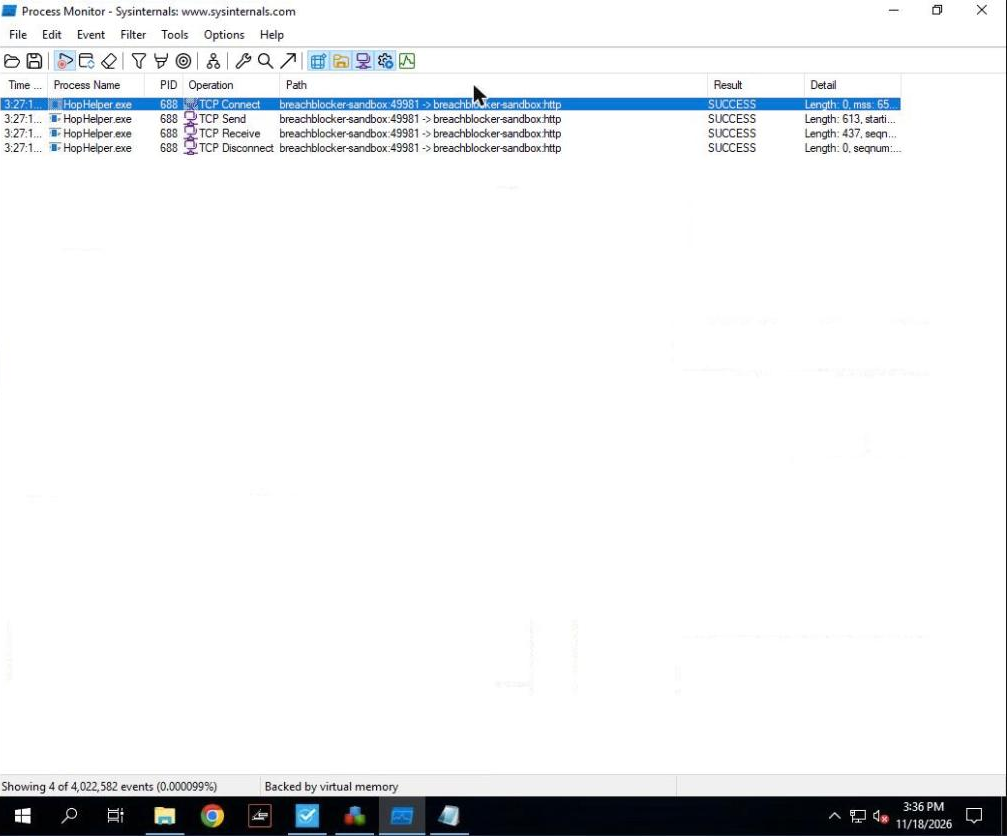 Process Monitor - Sysinternals: www.sysinternals.com
File Edit Event Filter Tools Options Help
Time ... Process Name PID Operation Path Result Detail
3:27:1... HopHelper.exe 688 TCP Connect breachblocker-sandbox:49981 -> breachblocker-sandbox:http SUCCESS Length: 0, mss: 65...
3:27:1... HopHelper.exe 688 TCP Send breachblocker-sandbox:49981 -> breachblocker-sandbox:http SUCCESS Length: 613, starti...
3:27:1... HopHelper.exe 688 TCP Receive breachblocker-sandbox:49981 -> breachblocker-sandbox:http SUCCESS Length: 437, seqn...
3:27:1... HopHelper.exe 688 TCP Disconnect breachblocker-sandbox:49981 -> breachblocker-sandbox:http SUCCESS Length: 0, seqnum:...
Showing 4 of 4,022,582 events (0.000099%) Backed by virtual memory
3:36 PM
11/18/2026